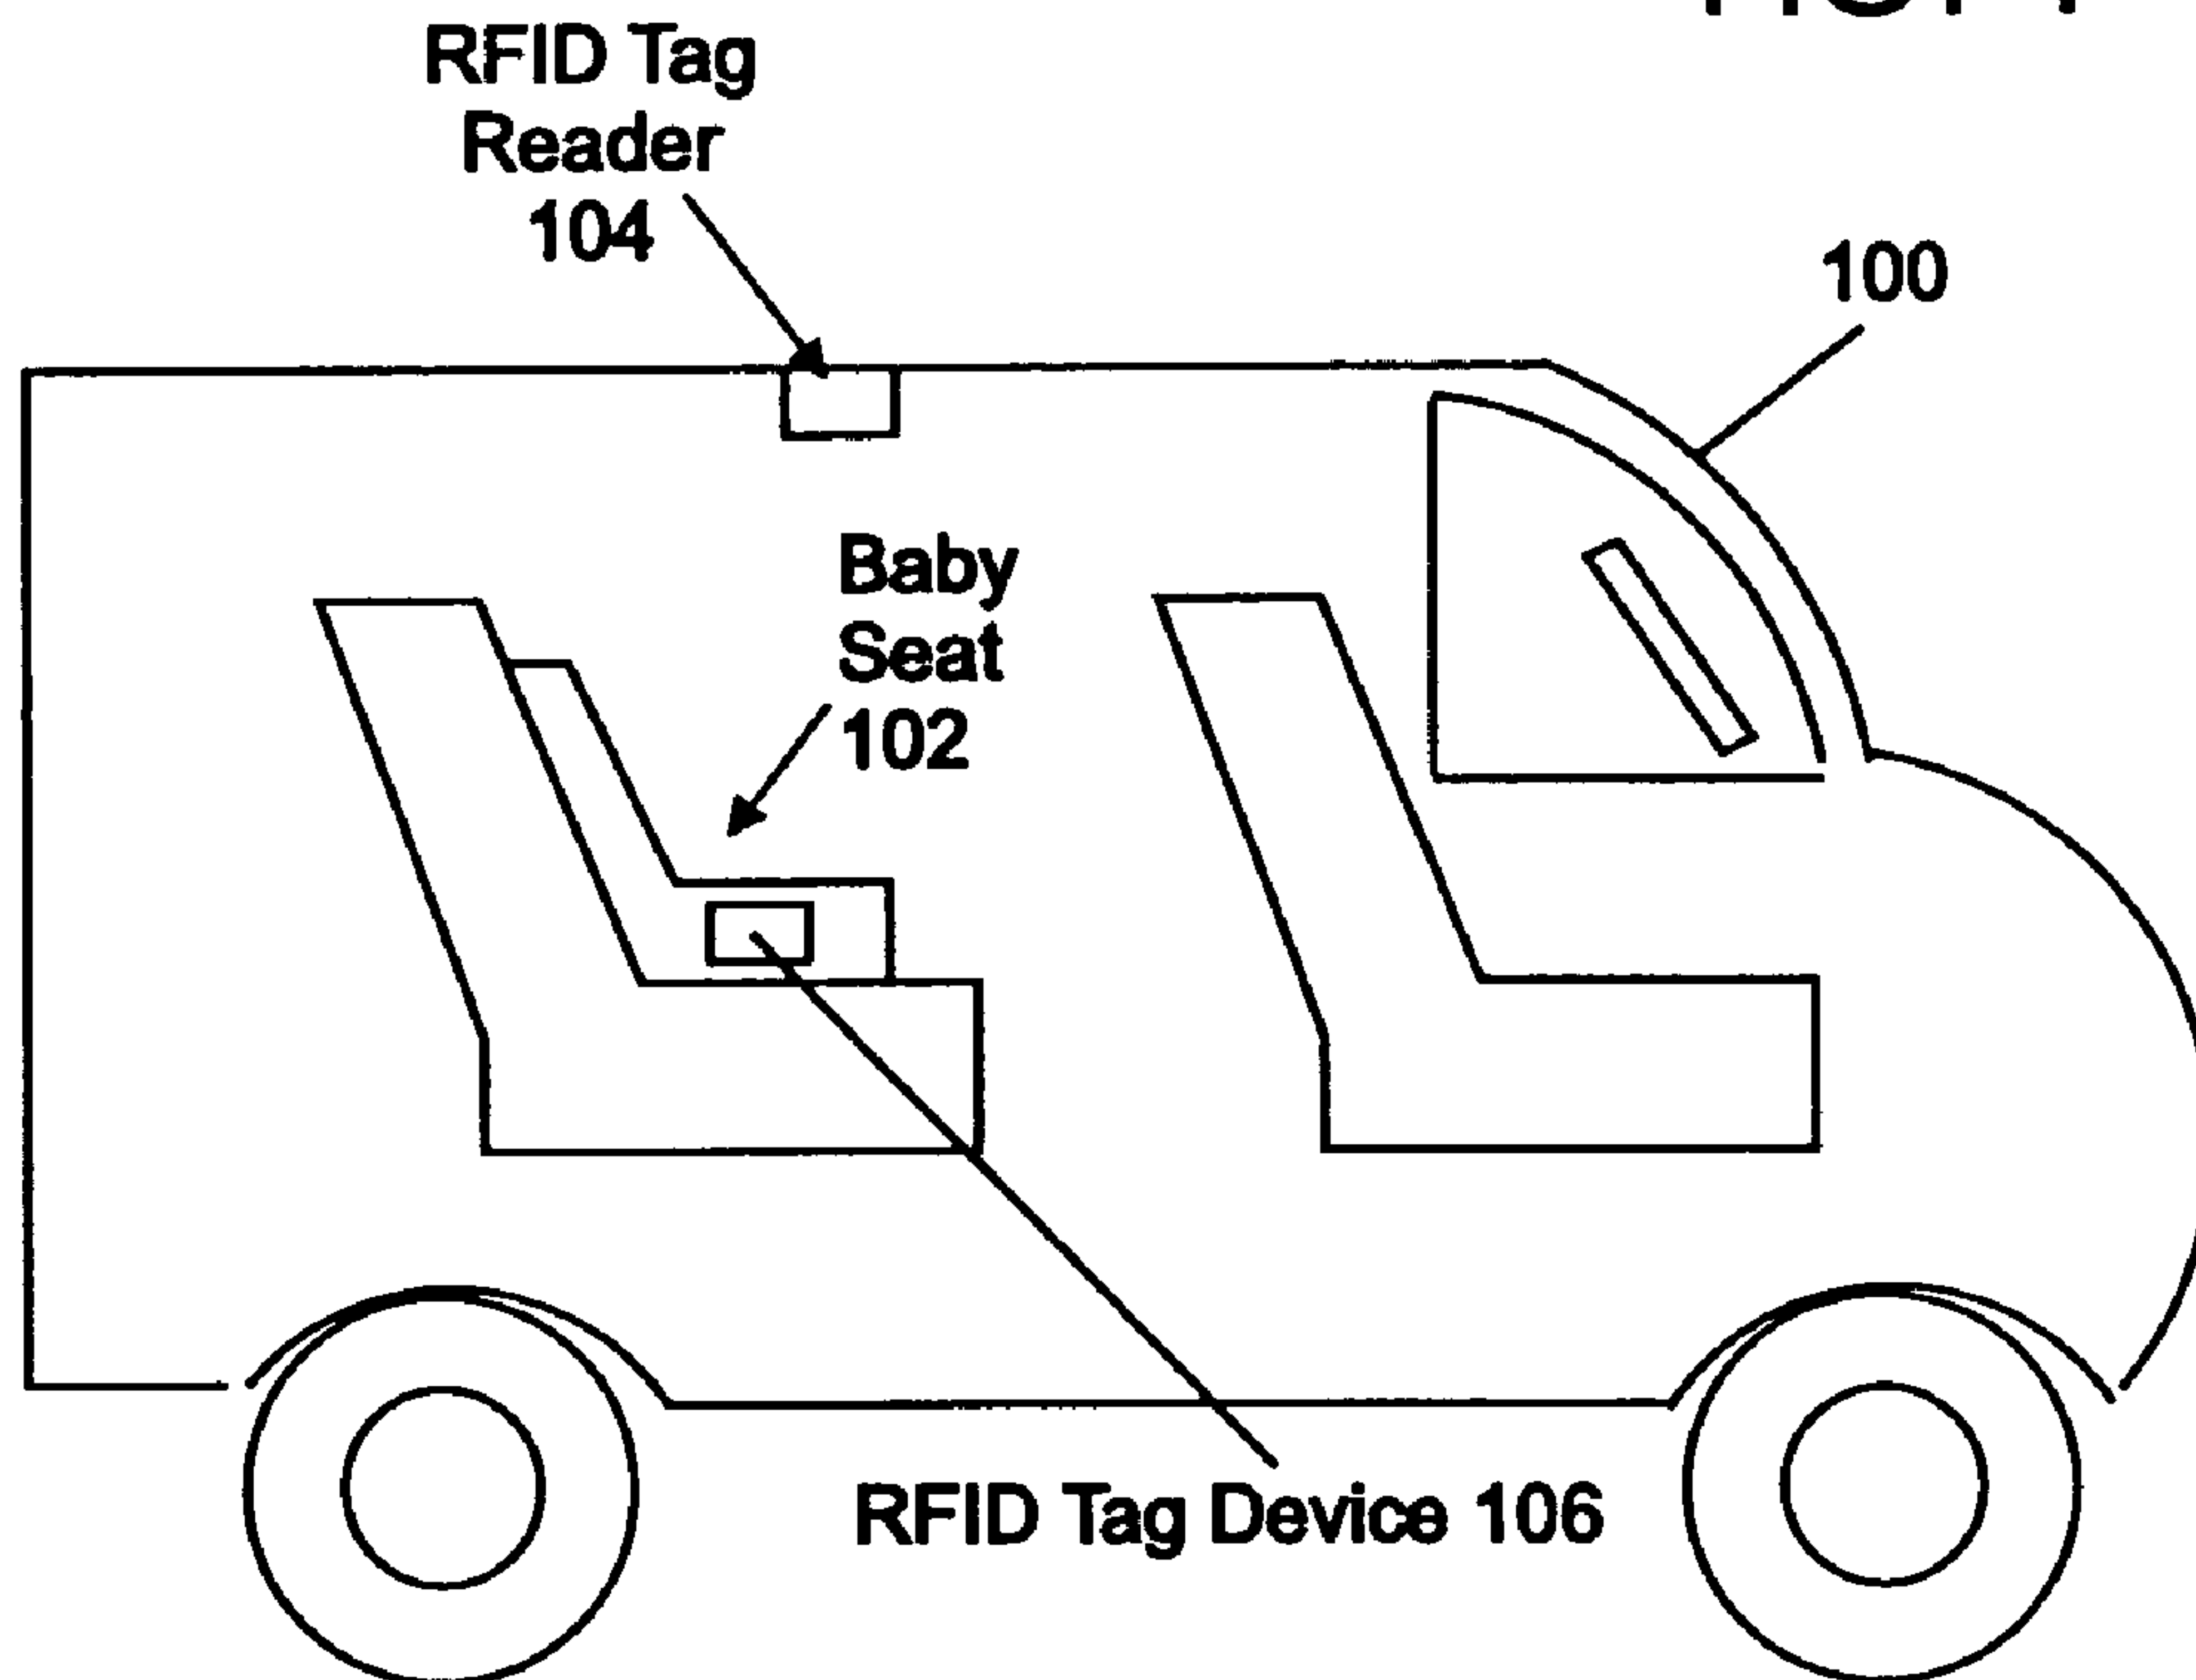 RFID Tag
Reader
104
100
Baby
Seat
102
RFID Tag Device 106